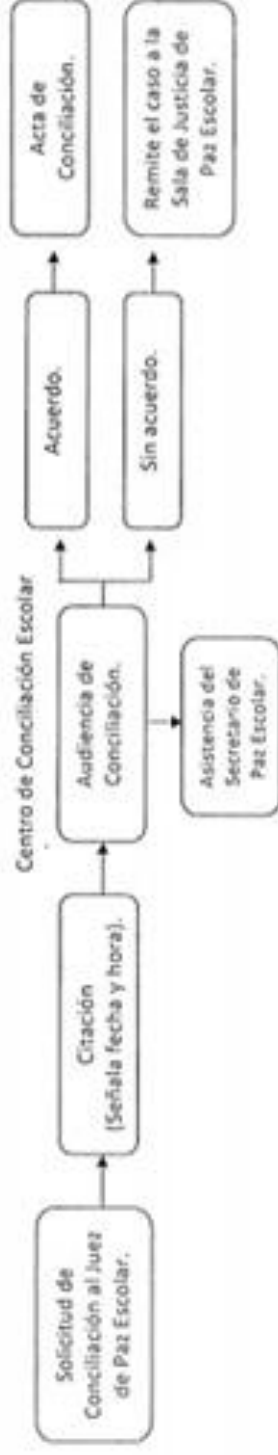 Centro de Conciliación Escolar
Solicitud de
Conciliación al Juez
de Paz Escolar.
Citación
(Señala fecha y hora).
Audiencia de
Conciliación.
Asistencia del
Secretario de
Paz Escolar.
Acuerdo.
Acta de
Conciliación.
Sin acuerdo.
Remite el caso a la
Sala de Justicia de
Paz Escolar.